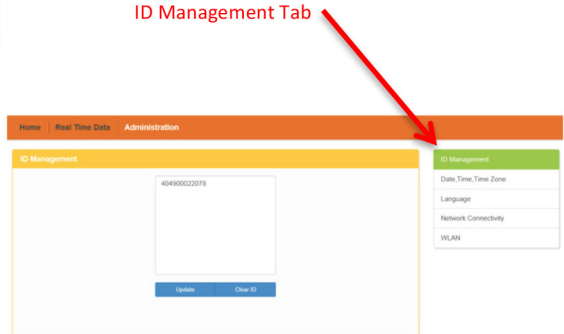 ID Management Tab
Home Real Time Data Administration
ID Management
404900022078
Update Clear ID
ID Management
Date,Time,Time Zone
Language
Network Connectivity
WLAN